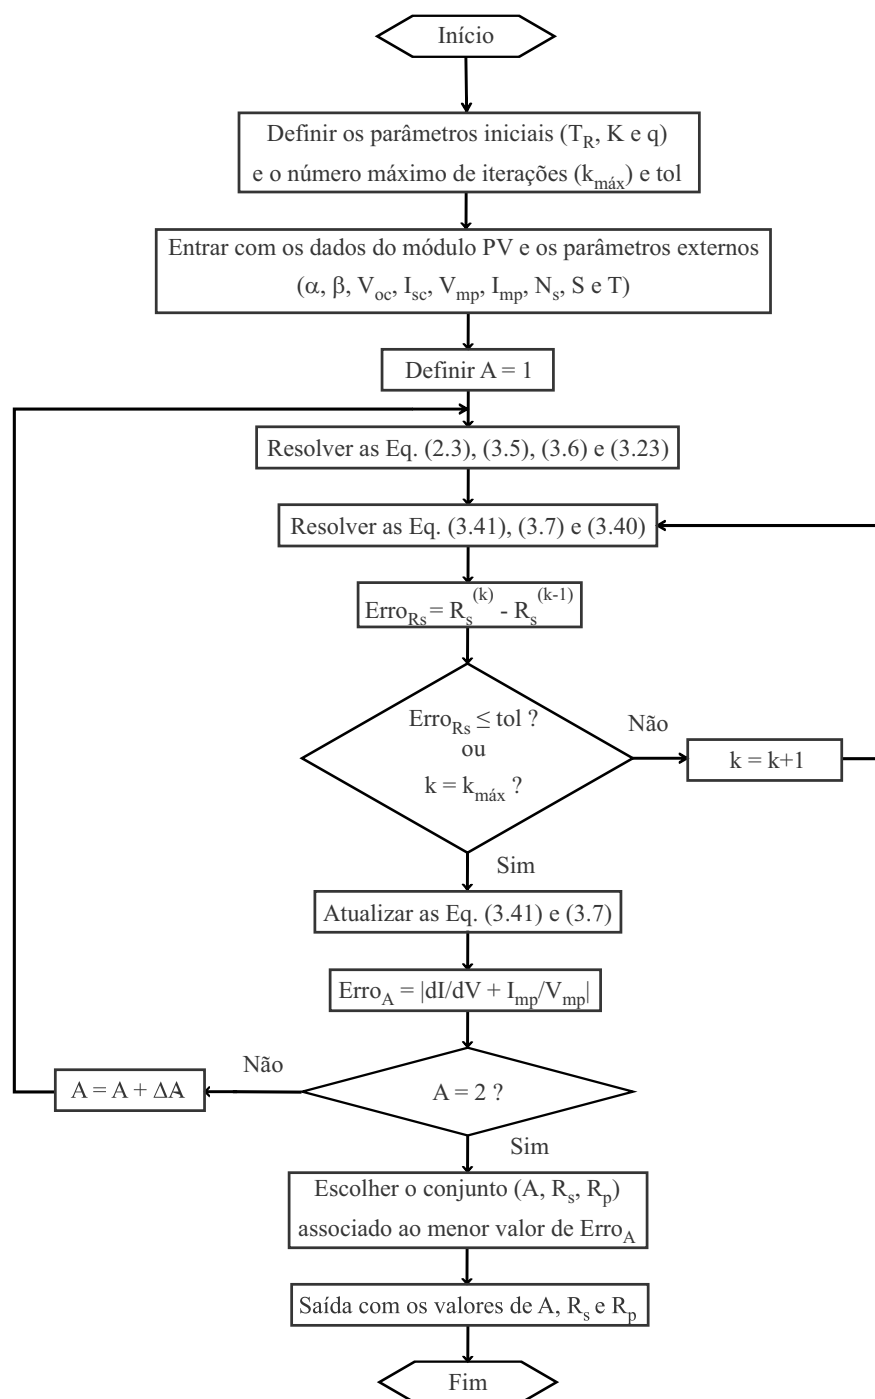 Início
Definir os parâmetros iniciais (T_R, K e q)
e o número máximo de iterações (k_máx) e tol
Entrar com os dados do módulo PV e os parâmetros externos
(α, β, V_oc, I_sc, V_mp, I_mp, N_s, S e T)
Definir A = 1
Resolver as Eq. (2.3), (3.5), (3.6) e (3.23)
Resolver as Eq. (3.41), (3.7) e (3.40)
Erro_Rs = R_s^(k) - R_s^(k-1)
Erro_Rs ≤ tol ?
ou
k = k_máx ?
Não
k = k+1
Sim
Atualizar as Eq. (3.41) e (3.7)
Erro_A = |dI/dV + I_mp/V_mp|
A = 2 ?
Não
A = A + ΔA
Sim
Escolher o conjunto (A, R_s, R_p)
associado ao menor valor de Erro_A
Saída com os valores de A, R_s e R_p
Fim